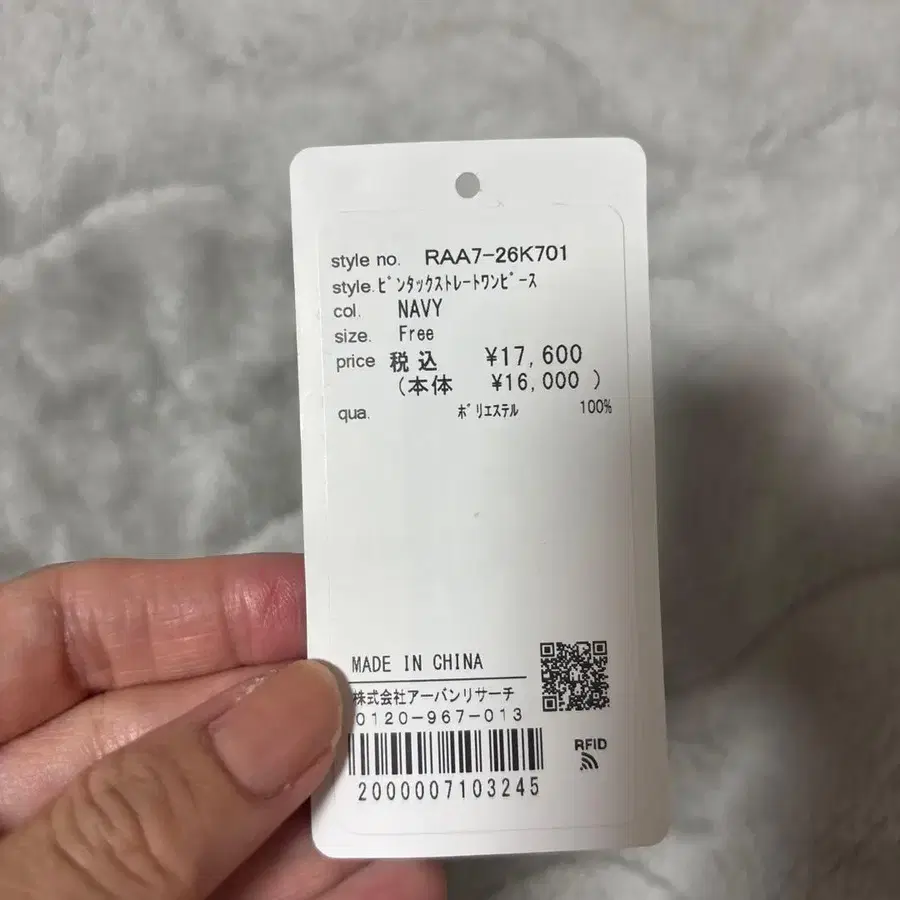 style no. RAA7-26K701
style. ﾋﾟﾝﾀｯｸｽﾄﾚｰﾄﾜﾝﾋﾟｰｽ
col. NAVY
size. Free
price 税込 ¥17,600
(本体 ¥16,000 )
qua. ﾎﾟﾘｴｽﾃﾙ 100%
MADE IN CHINA
株式会社アーバンリサーチ
0120-967-013
RFID
2000007103245